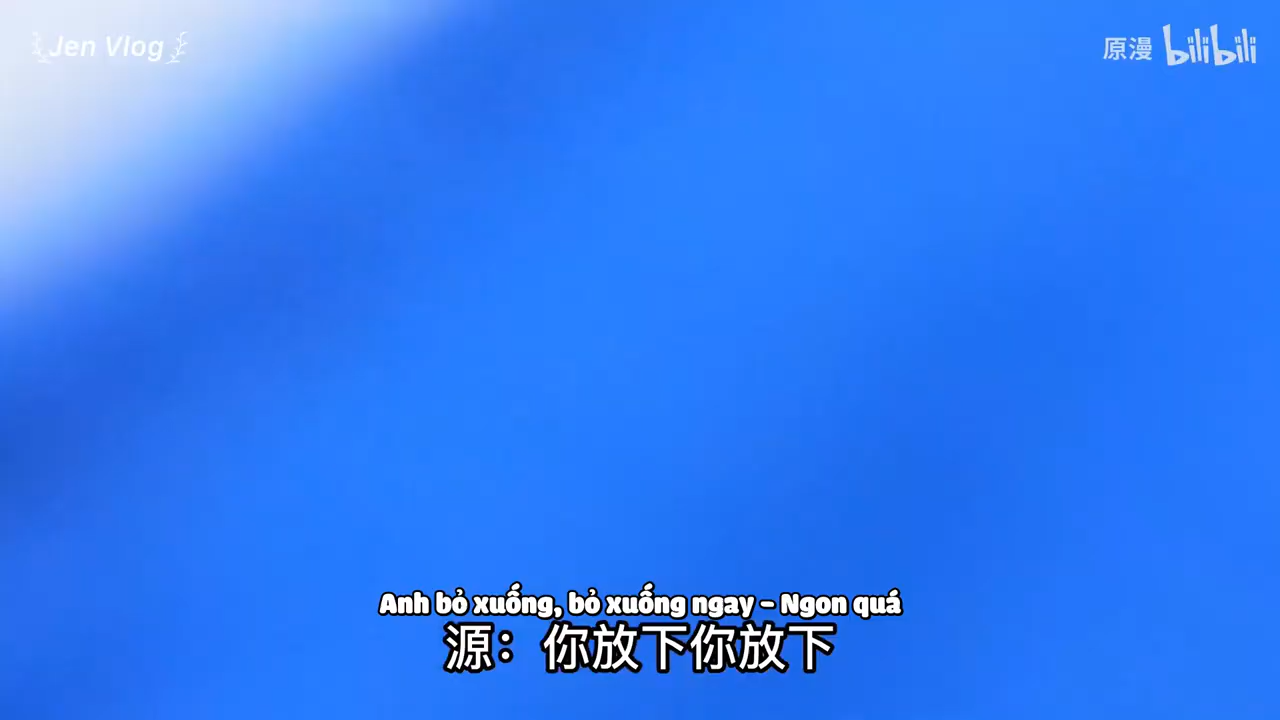 Jen Vlog
原漫 bilibili
Anh bỏ xuống, bỏ xuống ngay - Ngon quá
源：你放下你放下